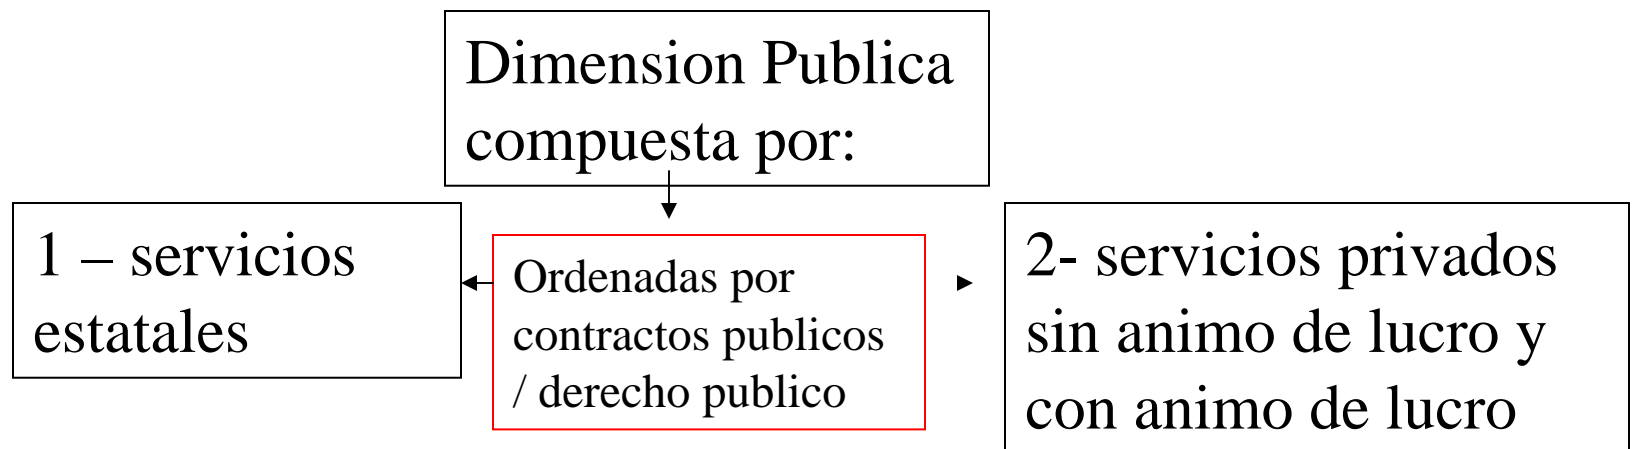 Dimension Publica
compuesta por:
1 – servicios
estatales
Ordenadas por
contractos publicos
/ derecho publico
2- servicios privados
sin animo de lucro y
con animo de lucro